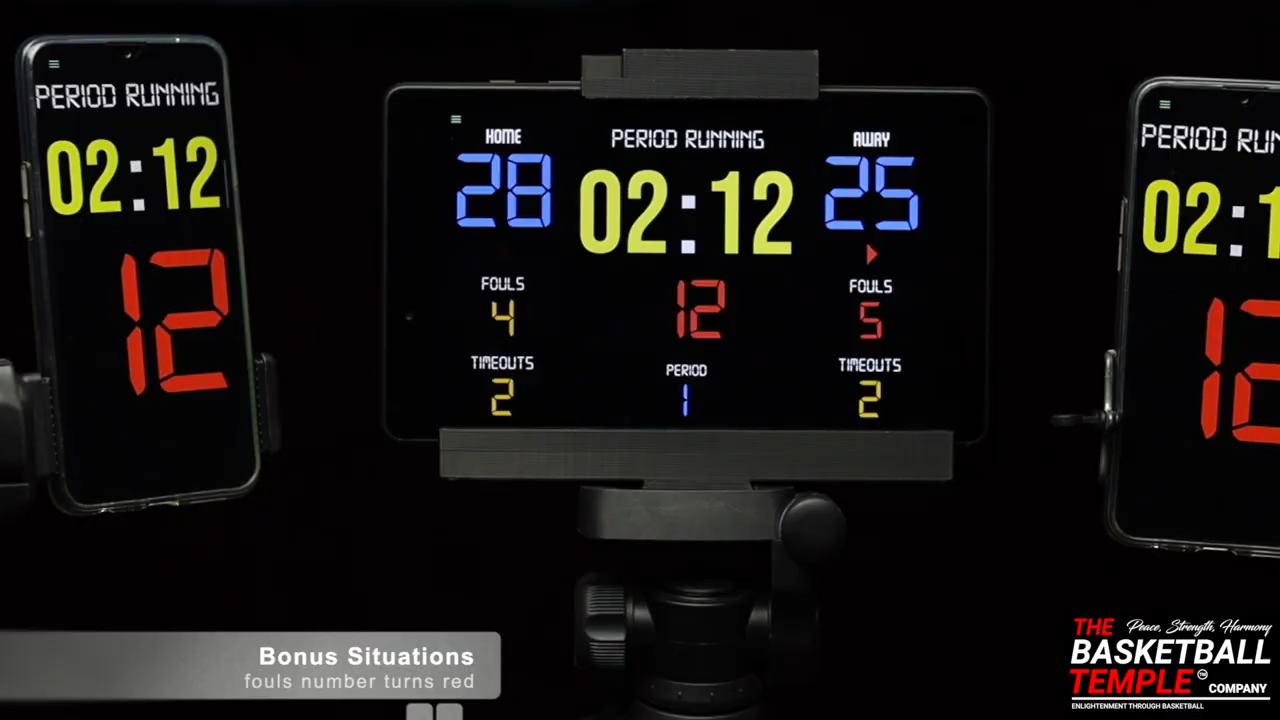 PERIOD RUNNING
02:12
12
HOME
28
FOULS
4
TIMEOUTS
2
PERIOD RUNNING
02:12
12
PERIOD
1
AWAY
25
FOULS
5
TIMEOUTS
2
PERIOD RUN
02:1
12
Bonus Situations
fouls number turns red
THE Peace, Strength, Harmony
BASKETBALL
TEMPLE™ COMPANY
ENLIGHTENMENT THROUGH BASKETBALL